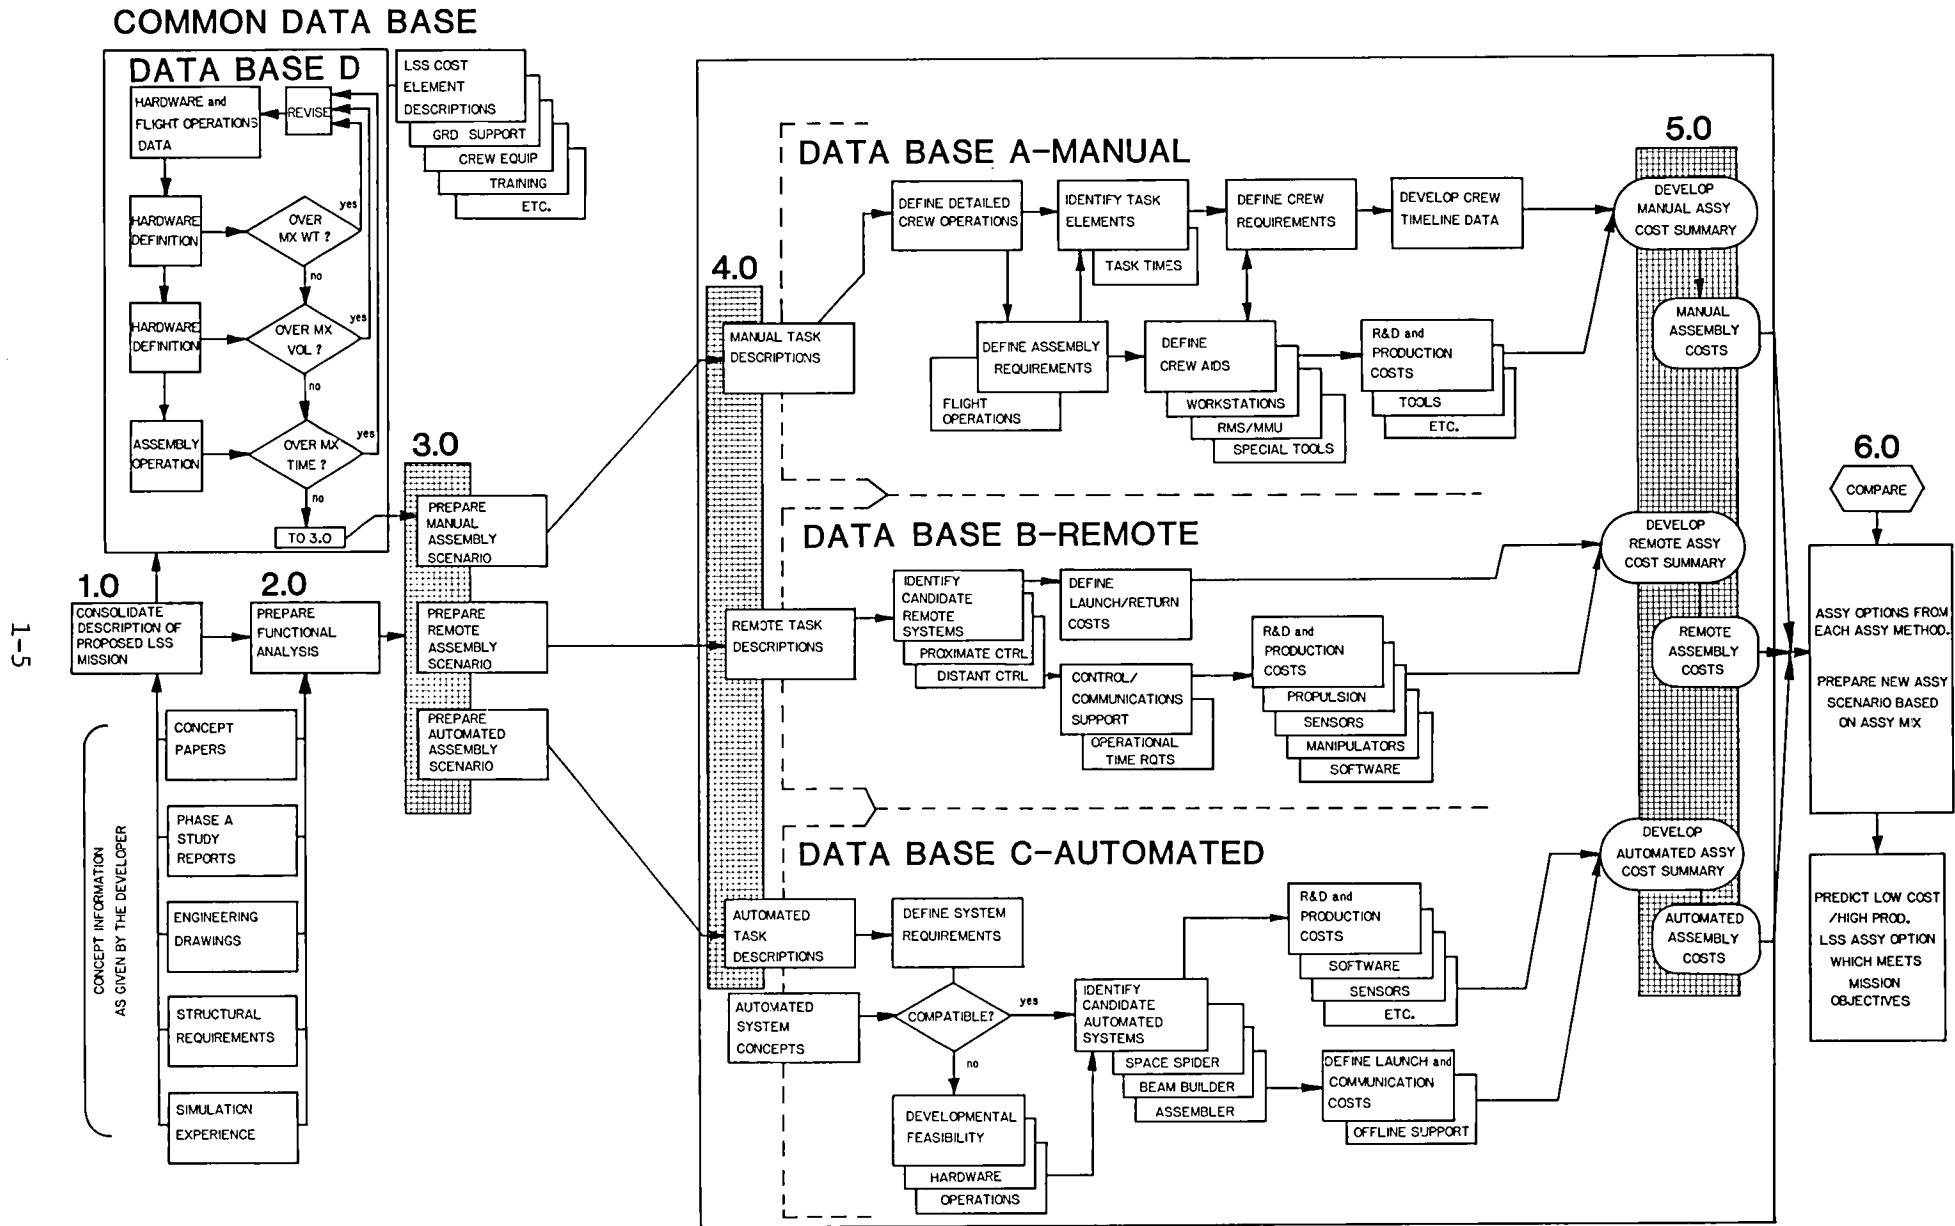 COMMON DATA BASE
DATA BASE D
HARDWARE and
FLIGHT OPERATIONS
DATA
REVISE
HARDWARE
DEFINITION
OVER
MX WT ?
yes
no
HARDWARE
DEFINITION
OVER MX
VOL ?
yes
no
ASSEMBLY
OPERATION
OVER MX
TIME ?
yes
no
TO 3.0
LSS COST
ELEMENT
DESCRIPTIONS
GRD SUPPORT
CREW EQUIP
TRAINING
ETC.
1.0
CONSOLIDATE
DESCRIPTION OF
PROPOSED LSS
MISSION
2.0
PREPARE
FUNCTIONAL
ANALYSIS
CONCEPT INFORMATION
AS GIVEN BY THE DEVELOPER
CONCEPT
PAPERS
PHASE A
STUDY
REPORTS
ENGINEERING
DRAWINGS
STRUCTURAL
REQUIREMENTS
SIMULATION
EXPERIENCE
3.0
PREPARE
MANUAL
ASSEMBLY
SCENARIO
PREPARE
REMOTE
ASSEMBLY
SCENARIO
PREPARE
AUTOMATED
ASSEMBLY
SCENARIO
4.0
MANUAL TASK
DESCRIPTIONS
REMOTE TASK
DESCRIPTIONS
AUTOMATED
TASK
DESCRIPTIONS
AUTOMATED
SYSTEM
CONCEPTS
DATA BASE A-MANUAL
DEFINE DETAILED
CREW OPERATIONS
IDENTIFY TASK
ELEMENTS
TASK TIMES
DEFINE CREW
REQUIREMENTS
DEVELOP CREW
TIMELINE DATA
DEFINE ASSEMBLY
REQUIREMENTS
FLIGHT
OPERATIONS
DEFINE
CREW AIDS
WORKSTATIONS
RMS/MMU
SPECIAL TOOLS
R&D and
PRODUCTION
COSTS
TOOLS
ETC.
DATA BASE B-REMOTE
IDENTIFY
CANDIDATE
REMOTE
SYSTEMS
PROXIMATE CTRL
DISTANT CTRL
DEFINE
LAUNCH/RETURN
COSTS
CONTROL/
COMMUNICATIONS
SUPPORT
OPERATIONAL
TIME RQTS
R&D and
PRODUCTION
COSTS
PROPULSION
SENSORS
MANIPULATORS
SOFTWARE
DATA BASE C-AUTOMATED
DEFINE SYSTEM
REQUIREMENTS
COMPATIBLE?
yes
no
DEVELOPMENTAL
FEASIBILITY
HARDWARE
OPERATIONS
IDENTIFY
CANDIDATE
AUTOMATED
SYSTEMS
SPACE SPIDER
BEAM BUILDER
ASSEMBLER
R&D and
PRODUCTION
COSTS
SOFTWARE
SENSORS
ETC.
DEFINE LAUNCH and
COMMUNICATION
COSTS
OFFLINE SUPPORT
5.0
DEVELOP
MANUAL ASSY
COST SUMMARY
MANUAL
ASSEMBLY
COSTS
DEVELOP
REMOTE ASSY
COST SUMMARY
REMOTE
ASSEMBLY
COSTS
DEVELOP
AUTOMATED ASSY
COST SUMMARY
AUTOMATED
ASSEMBLY
COSTS
6.0
COMPARE
ASSY OPTIONS FROM
EACH ASSY METHOD.
PREPARE NEW ASSY
SCENARIO BASED
ON ASSY MIX
PREDICT LOW COST
/HIGH PROD.
LSS ASSY OPTION
WHICH MEETS
MISSION
OBJECTIVES
1-5